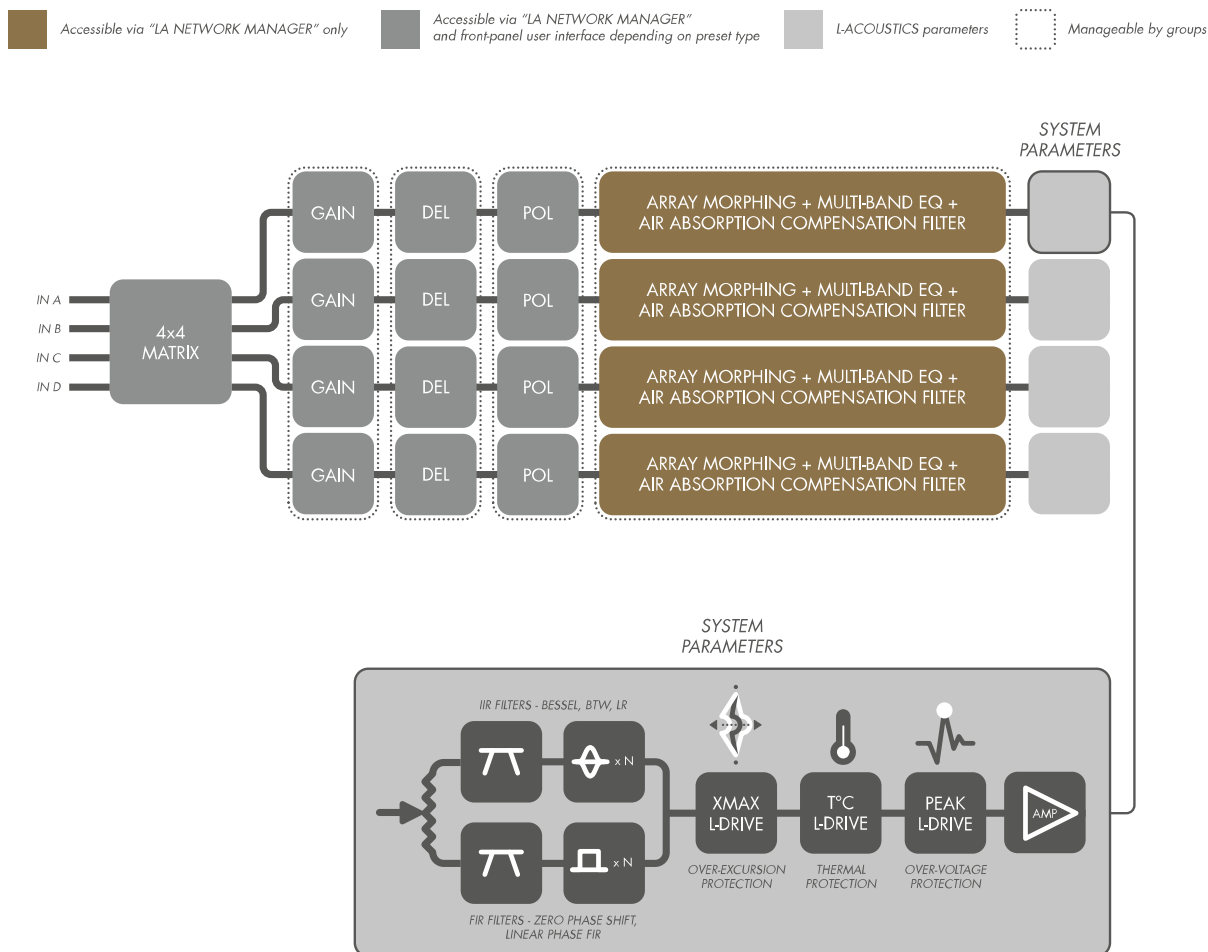 Accessible via "LA NETWORK MANAGER" only
Accessible via "LA NETWORK MANAGER"
and front-panel user interface depending on preset type
L-ACOUSTICS parameters
Manageable by groups
SYSTEM
PARAMETERS
GAIN
DEL
POL
ARRAY MORPHING + MULTI-BAND EQ +
AIR ABSORPTION COMPENSATION FILTER
IN A
IN B
IN C
IN D
4x4
MATRIX
GAIN
DEL
POL
ARRAY MORPHING + MULTI-BAND EQ +
AIR ABSORPTION COMPENSATION FILTER
GAIN
DEL
POL
ARRAY MORPHING + MULTI-BAND EQ +
AIR ABSORPTION COMPENSATION FILTER
GAIN
DEL
POL
ARRAY MORPHING + MULTI-BAND EQ +
AIR ABSORPTION COMPENSATION FILTER
SYSTEM
PARAMETERS
IIR FILTERS - BESSEL, BTW, LR
x N
x N
FIR FILTERS - ZERO PHASE SHIFT,
LINEAR PHASE FIR
XMAX
L-DRIVE
OVER-EXCURSION
PROTECTION
T°C
L-DRIVE
THERMAL
PROTECTION
PEAK
L-DRIVE
OVER-VOLTAGE
PROTECTION
AMP